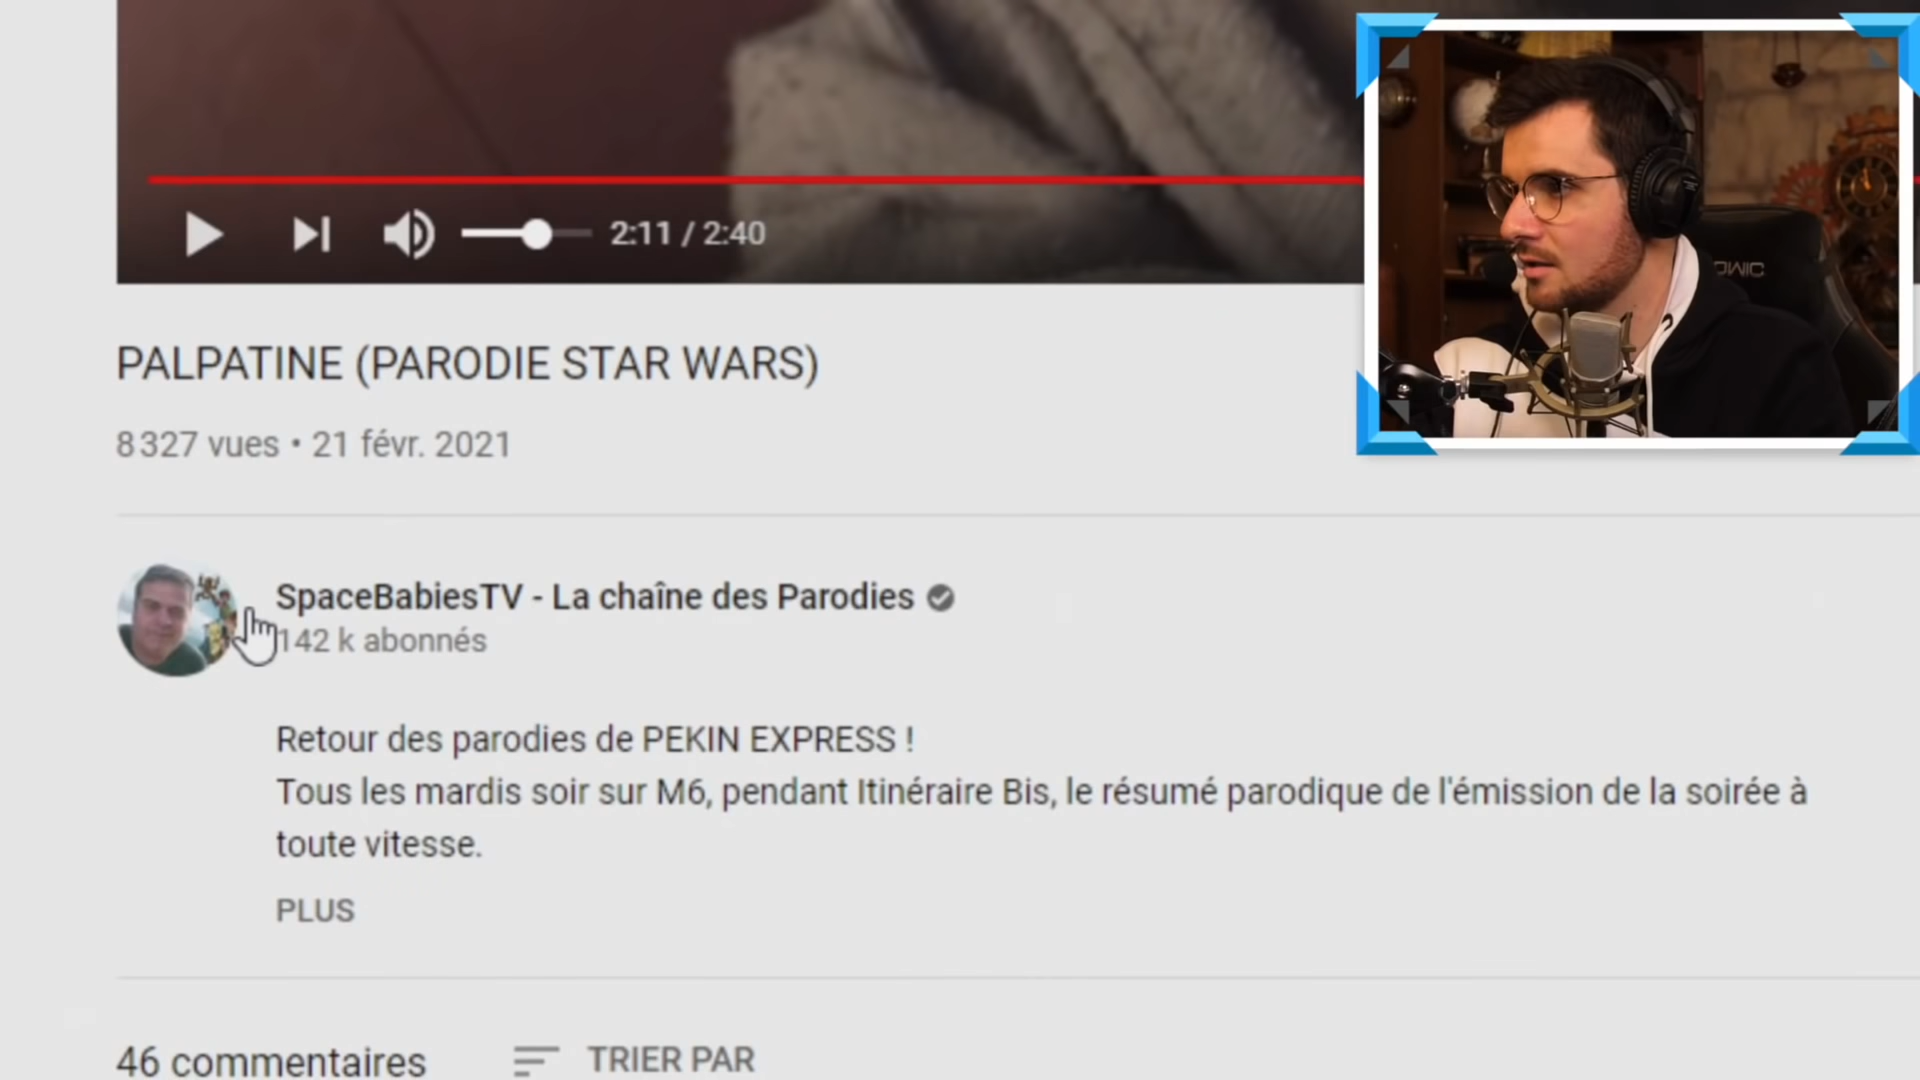 2:11 / 2:40
PALPATINE (PARODIE STAR WARS)
8 327 vues • 21 févr. 2021
SpaceBabiesTV - La chaîne des Parodies
142 k abonnés
Retour des parodies de PEKIN EXPRESS !
Tous les mardis soir sur M6, pendant Itinéraire Bis, le résumé parodique de l'émission de la soirée à
toute vitesse.
PLUS
46 commentaires
TRIER PAR